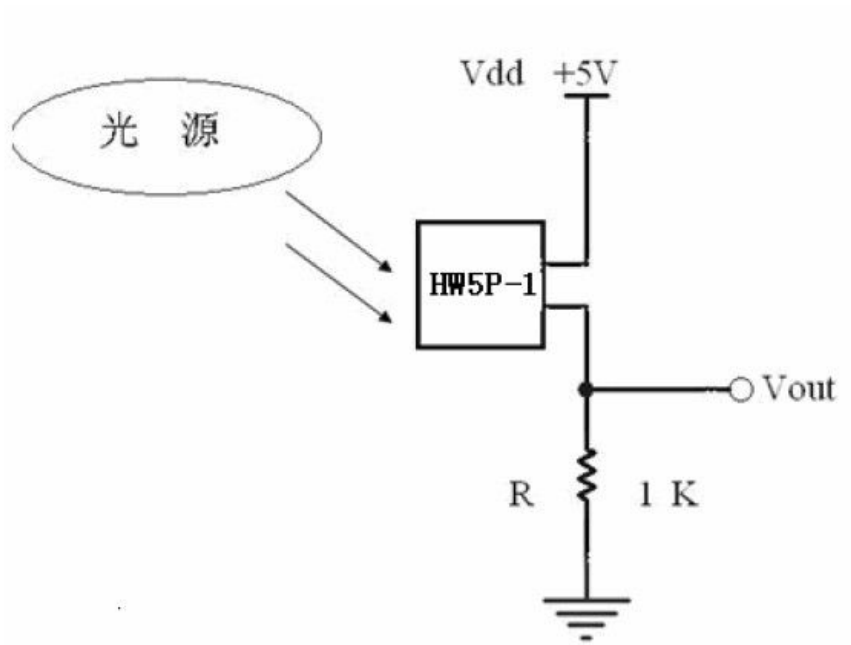 Vdd +5V
光 源
HW5P-1
Vout
R 1 K